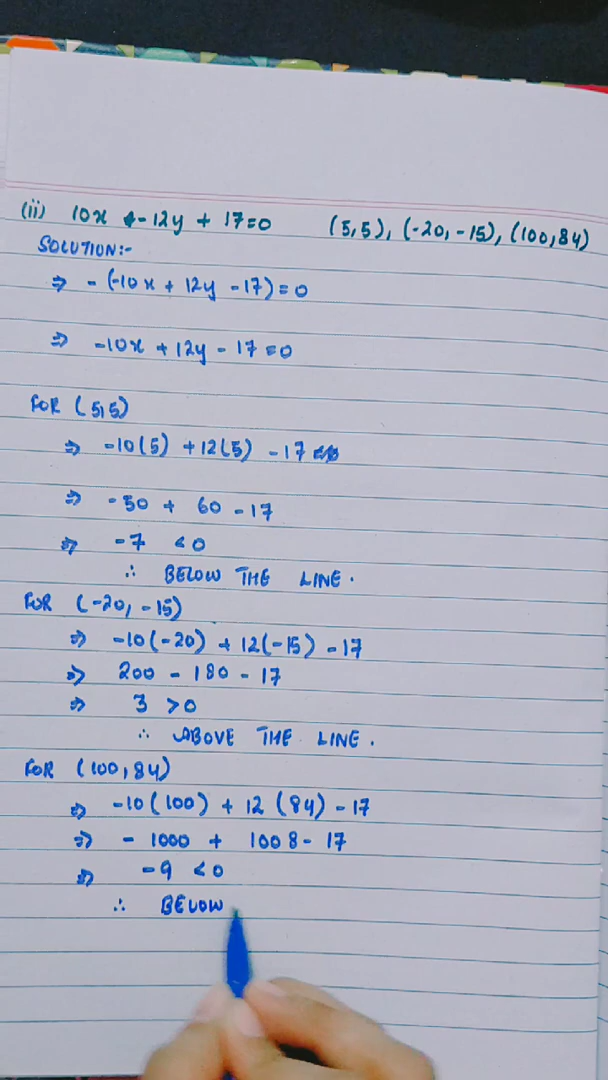 (ii) 10x - 12y + 17=0 (5,5), (-20,-15), (100,84)
SOLUTION:-
⇒ -(-10x + 12y - 17)=0
⇒ -10x + 12y - 17 = 0
FOR (5,5)
⇒ -10(5) + 12(5) - 17
⇒ -50 + 60 - 17
⇒ -7 < 0
∴ BELOW THE LINE.
FOR (-20, -15)
⇒ -10(-20) + 12(-15) - 17
⇒ 200 - 180 - 17
⇒ 3 > 0
∴ ABOVE THE LINE.
FOR (100, 84)
⇒ -10(100) + 12(84) - 17
⇒ - 1000 + 1008 - 17
⇒ -9 < 0
∴ BELOW